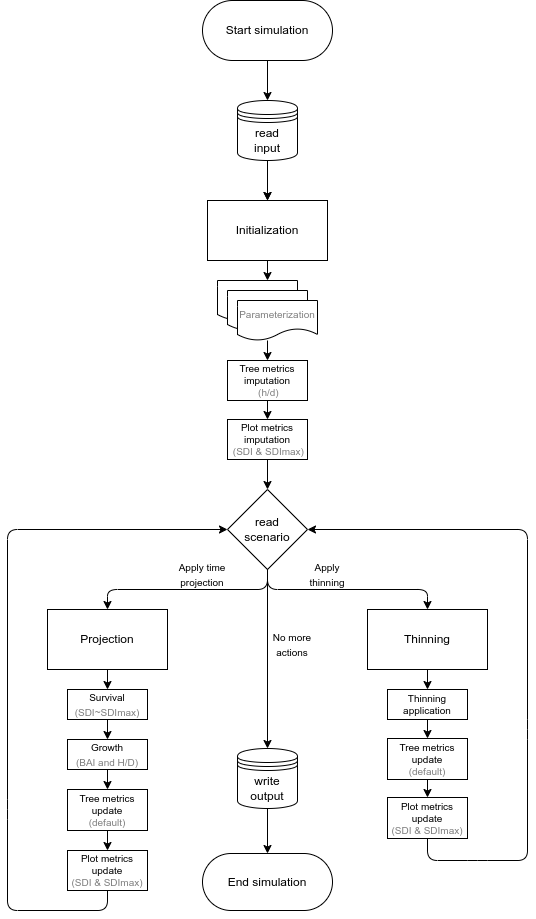 Start simulation
read
input
Initialization
Parameterization
Tree metrics
imputation
(h/d)
Plot metrics
imputation
(SDI & SDImax)
read
scenario
Apply time
projection
Apply
thinning
No more
actions
Projection
Survival
(SDI~SDImax)
Growth
(BAI and H/D)
Tree metrics
update
(default)
Plot metrics
update
(SDI & SDImax)
Thinning
Thinning
application
Tree metrics
update
(default)
Plot metrics
update
(SDI & SDImax)
write
output
End simulation